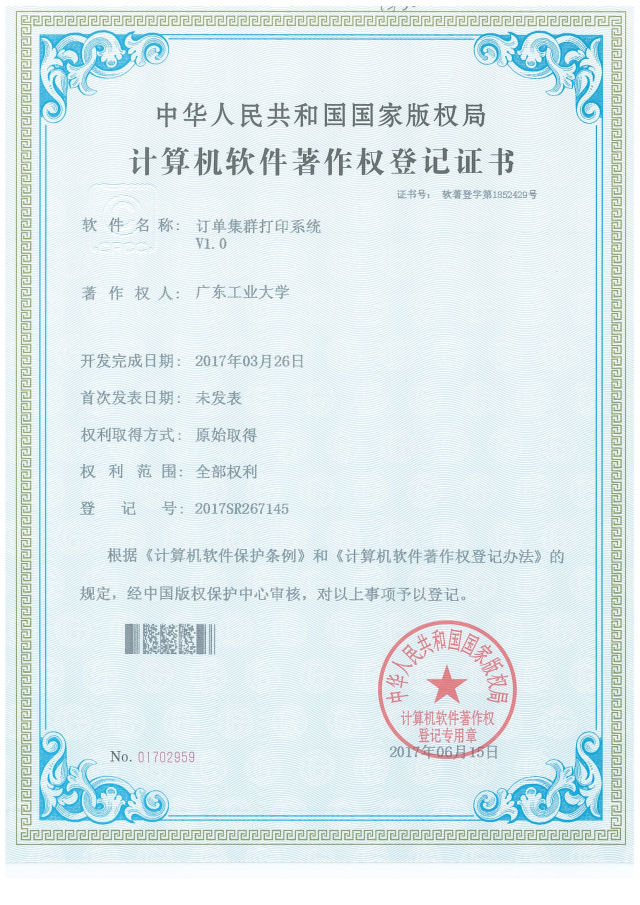 中华人民共和国国家版权局
计算机软件著作权登记证书
证书号： 软著登字第1852429号
软件名称： 订单集群打印系统
V1.0
著作权人： 广东工业大学
开发完成日期： 2017年03月26日
首次发表日期： 未发表
权利取得方式： 原始取得
权利范围： 全部权利
登记号： 2017SR267145
根据《计算机软件保护条例》和《计算机软件著作权登记办法》的
规定，经中国版权保护中心审核，对以上事项予以登记。
中华人民共和国国家版权局
计算机软件著作权
登记专用章
2017年06月15日
No. 01702959